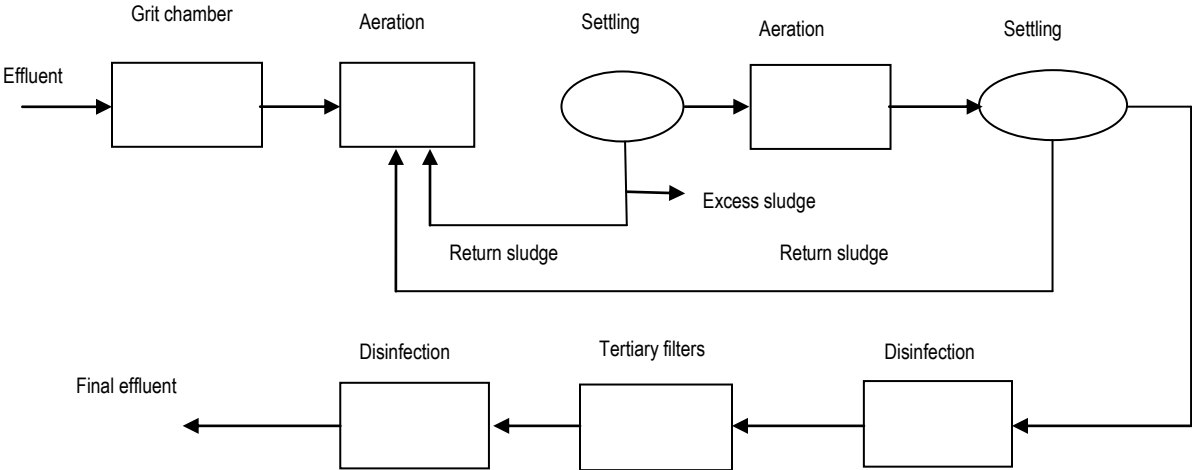 Grit chamber
Aeration
Settling
Aeration
Settling
Effluent
Excess sludge
Return sludge
Return sludge
Disinfection
Tertiary filters
Disinfection
Final effluent